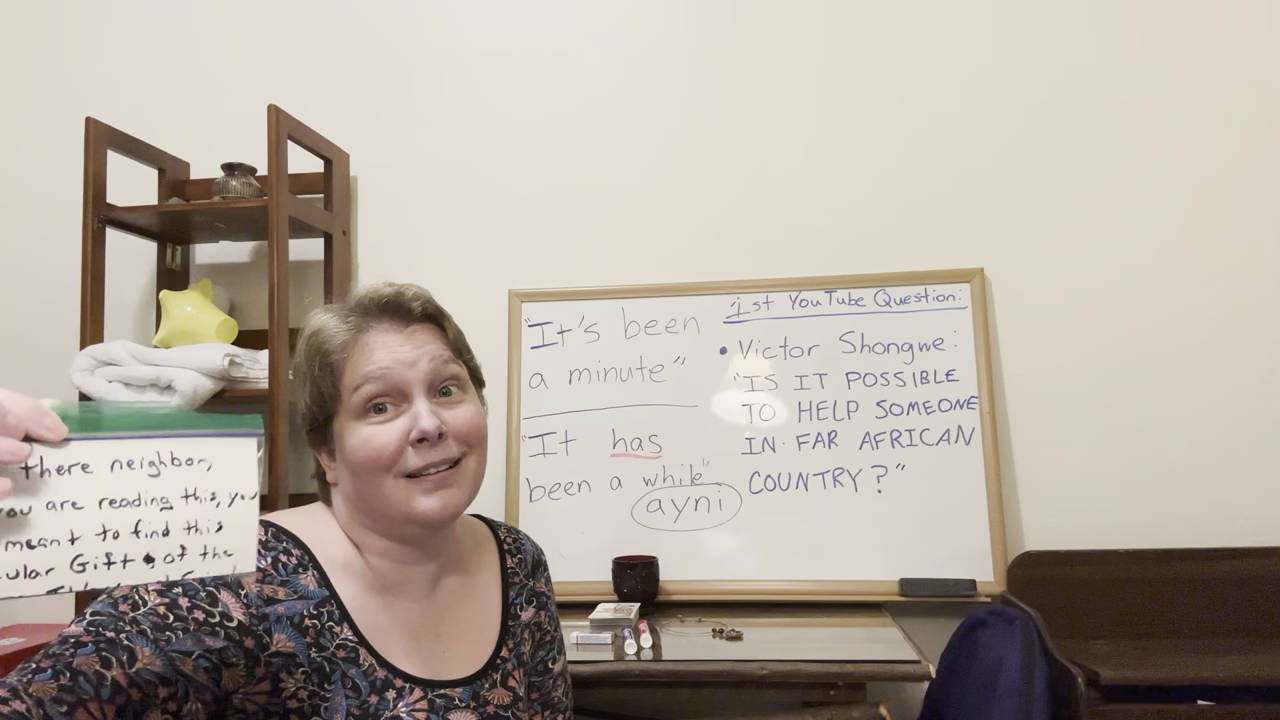 there neighbor,
you are reading this, you
meant to find this
ular Gift of the
"It's been
a minute"
"It has
been a while"
ayni
1st YouTube Question:
• Victor Shongwe:
"IS IT POSSIBLE
TO HELP SOMEONE
IN FAR AFRICAN
COUNTRY?"